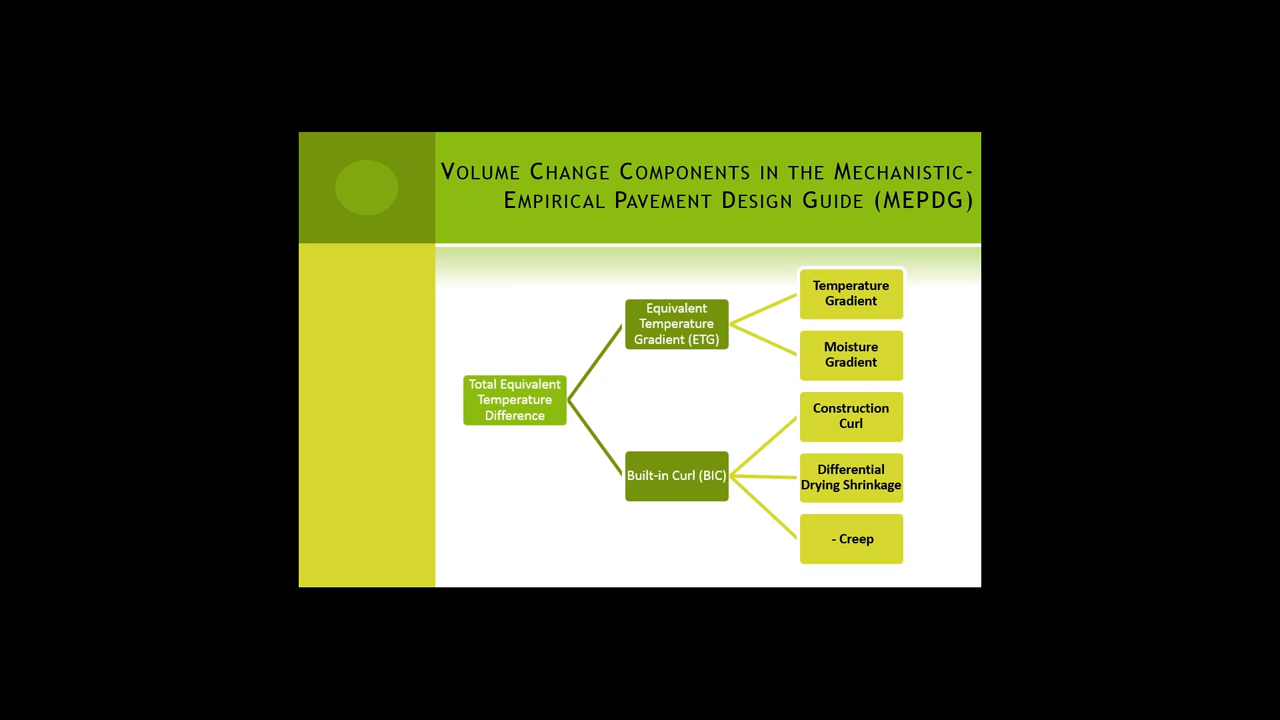 Volume Change Components in the Mechanistic-
Empirical Pavement Design Guide (MEPDG)
Total Equivalent
Temperature
Difference
Equivalent
Temperature
Gradient (ETG)
Built-in Curl (BIC)
Temperature
Gradient
Moisture
Gradient
Construction
Curl
Differential
Drying Shrinkage
- Creep